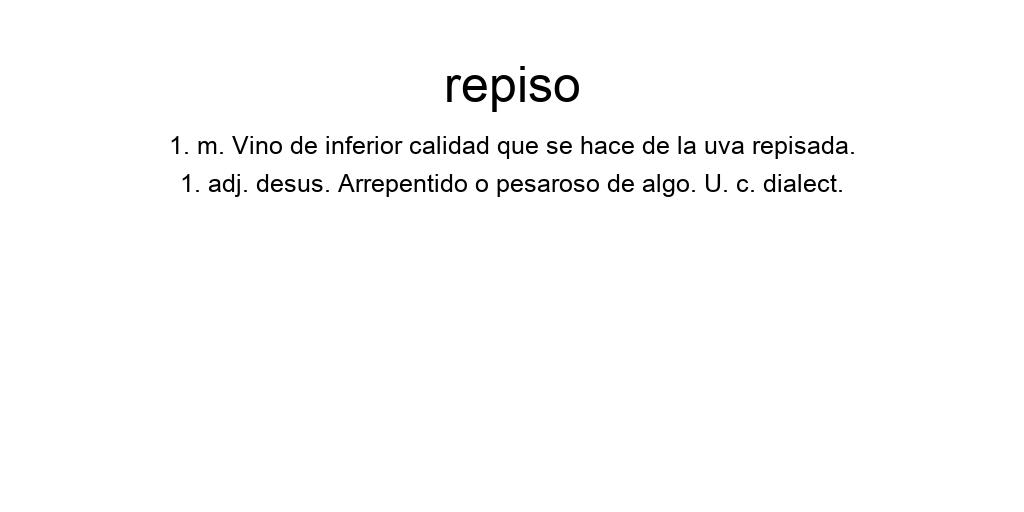 repiso
1. m. Vino de inferior calidad que se hace de la uva repisada.
1. adj. desus. Arrepentido o pesaroso de algo. U. c. dialect.